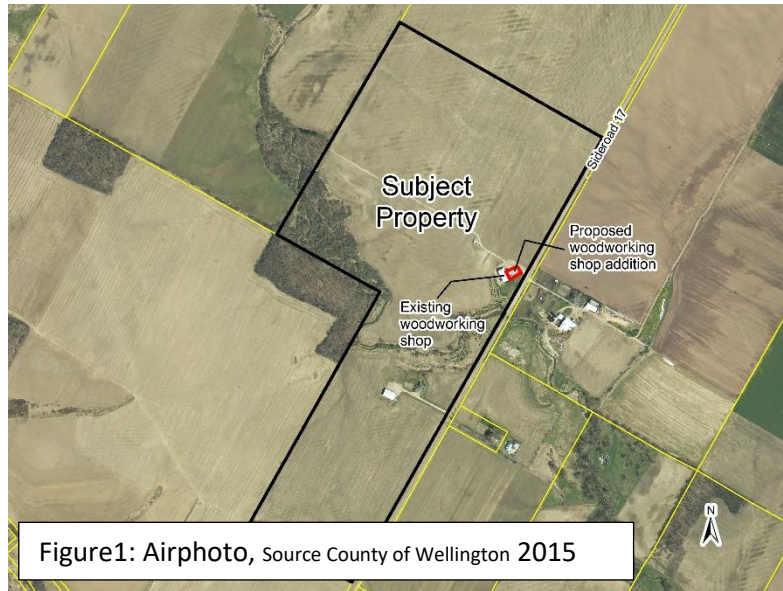 Sideroad 17
Subject
Property
Proposed
woodworking
shop addition
Existing
woodworking
shop
N
Figure1: Airphoto, Source County of Wellington 2015